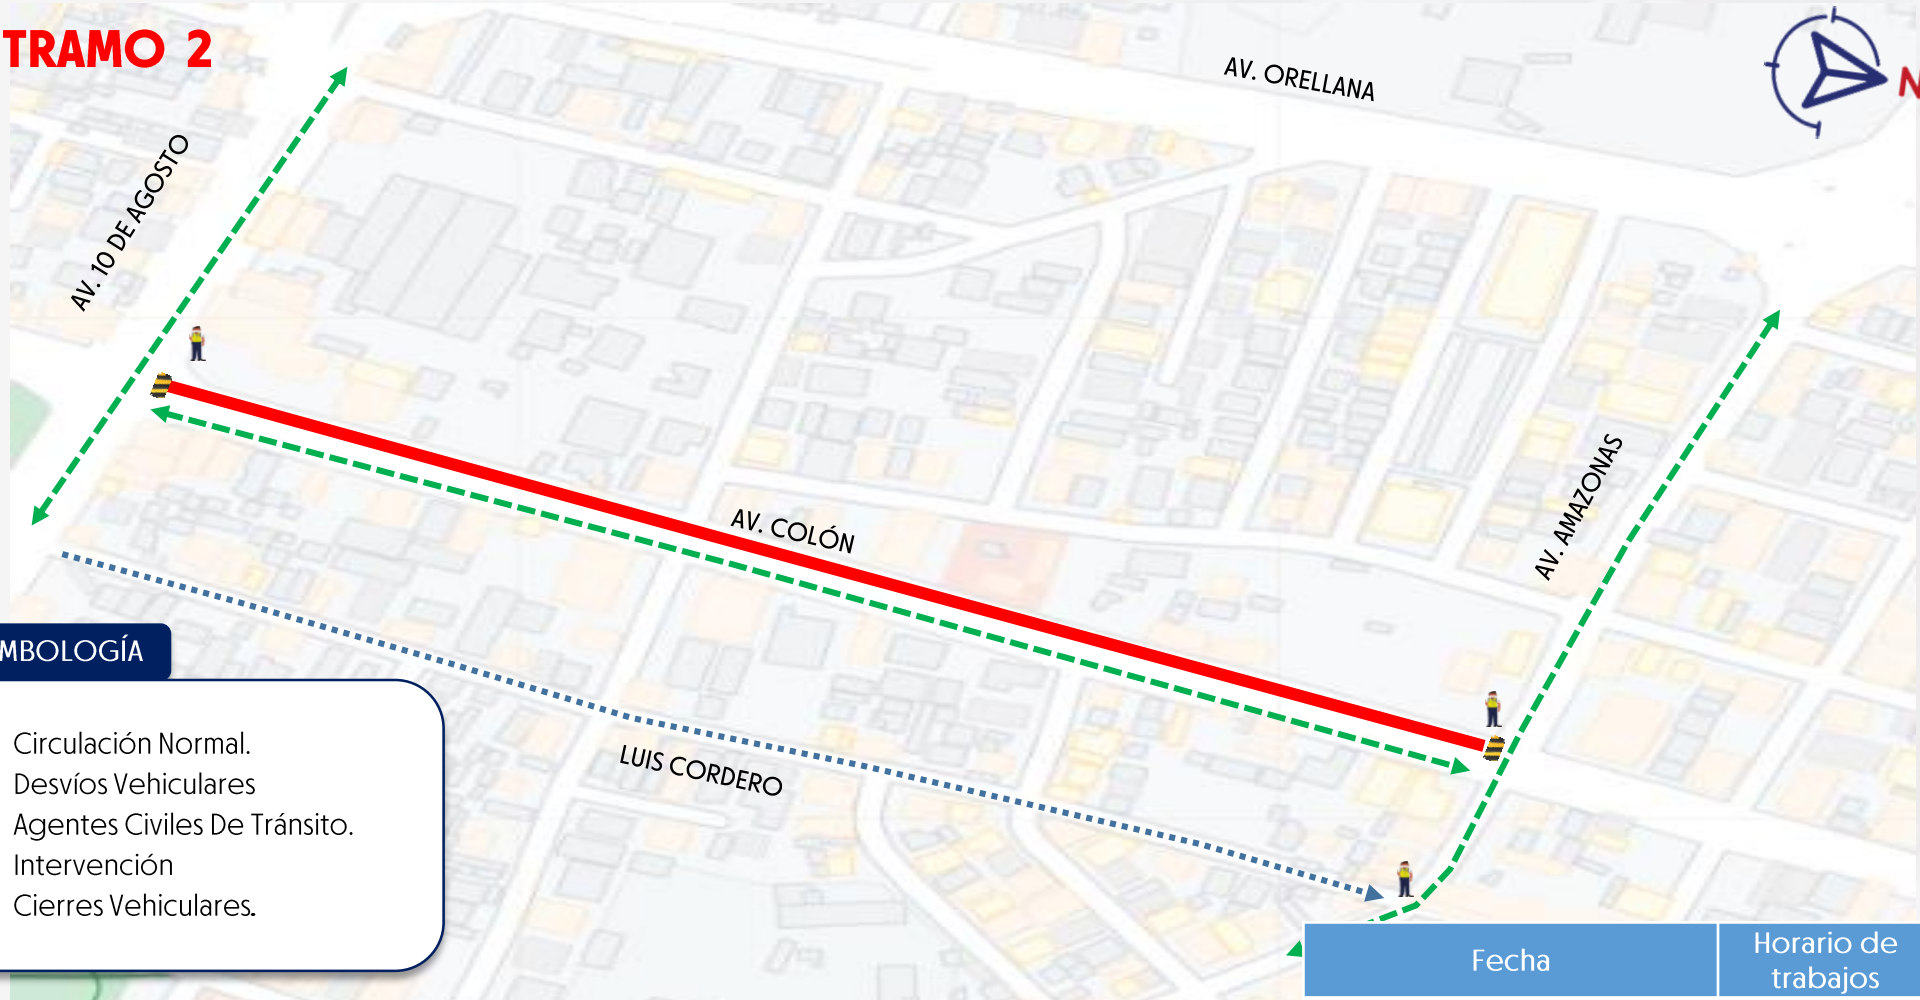 TRAMO 2
AV. ORELLANA
N
AV. 10 DE AGOSTO
AV. COLÓN
AV. AMAZONAS
LUIS CORDERO
MBOLOGÍA
Circulación Normal.
Desvíos Vehiculares
Agentes Civiles De Tránsito.
Intervención
Cierres Vehiculares.
Fecha
Horario de
trabajos